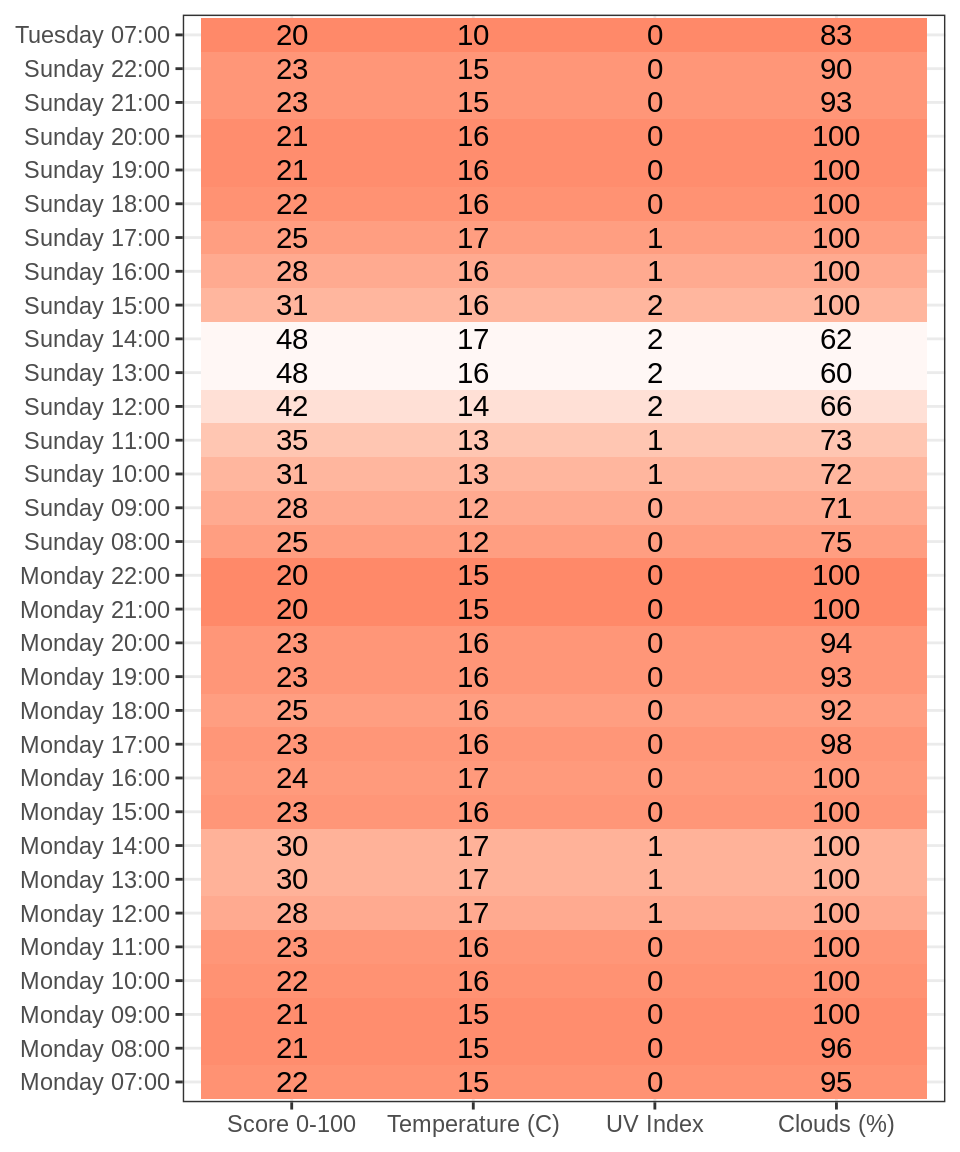 Tuesday 07:00 20 10 0 83
Sunday 22:00 23 15 0 90
Sunday 21:00 23 15 0 93
Sunday 20:00 21 16 0 100
Sunday 19:00 21 16 0 100
Sunday 18:00 22 16 0 100
Sunday 17:00 25 17 1 100
Sunday 16:00 28 16 1 100
Sunday 15:00 31 16 2 100
Sunday 14:00 48 17 2 62
Sunday 13:00 48 16 2 60
Sunday 12:00 42 14 2 66
Sunday 11:00 35 13 1 73
Sunday 10:00 31 13 1 72
Sunday 09:00 28 12 0 71
Sunday 08:00 25 12 0 75
Monday 22:00 20 15 0 100
Monday 21:00 20 15 0 100
Monday 20:00 23 16 0 94
Monday 19:00 23 16 0 93
Monday 18:00 25 16 0 92
Monday 17:00 23 16 0 98
Monday 16:00 24 17 0 100
Monday 15:00 23 16 0 100
Monday 14:00 30 17 1 100
Monday 13:00 30 17 1 100
Monday 12:00 28 17 1 100
Monday 11:00 23 16 0 100
Monday 10:00 22 16 0 100
Monday 09:00 21 15 0 100
Monday 08:00 21 15 0 96
Monday 07:00 22 15 0 95
Score 0-100 Temperature (C) UV Index Clouds (%)